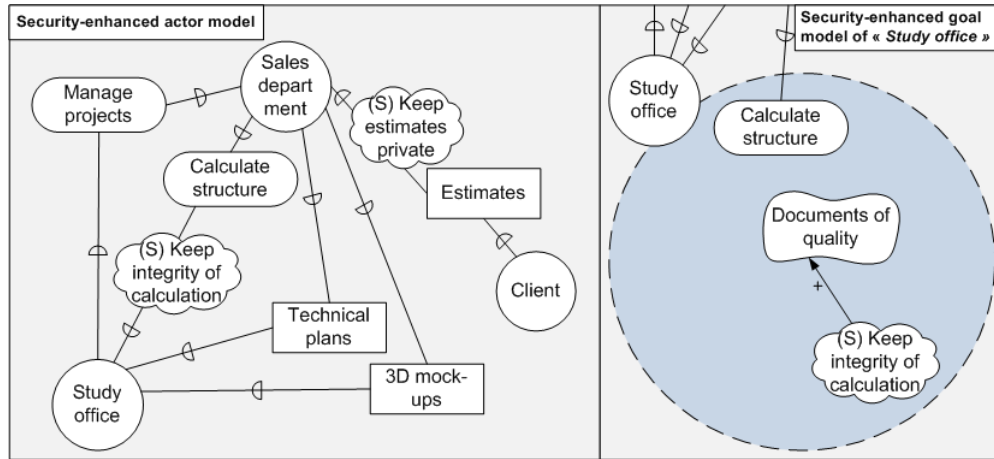 Security-enhanced actor model
Sales
depart
ment
Manage
projects
(S) Keep
estimates
private
Calculate
structure
Estimates
(S) Keep
integrity of
calculation
Client
Technical
plans
3D mock-
ups
Study
office
Security-enhanced goal
model of « Study office »
Study
office
Calculate
structure
Documents of
quality
+
(S) Keep
integrity of
calculation